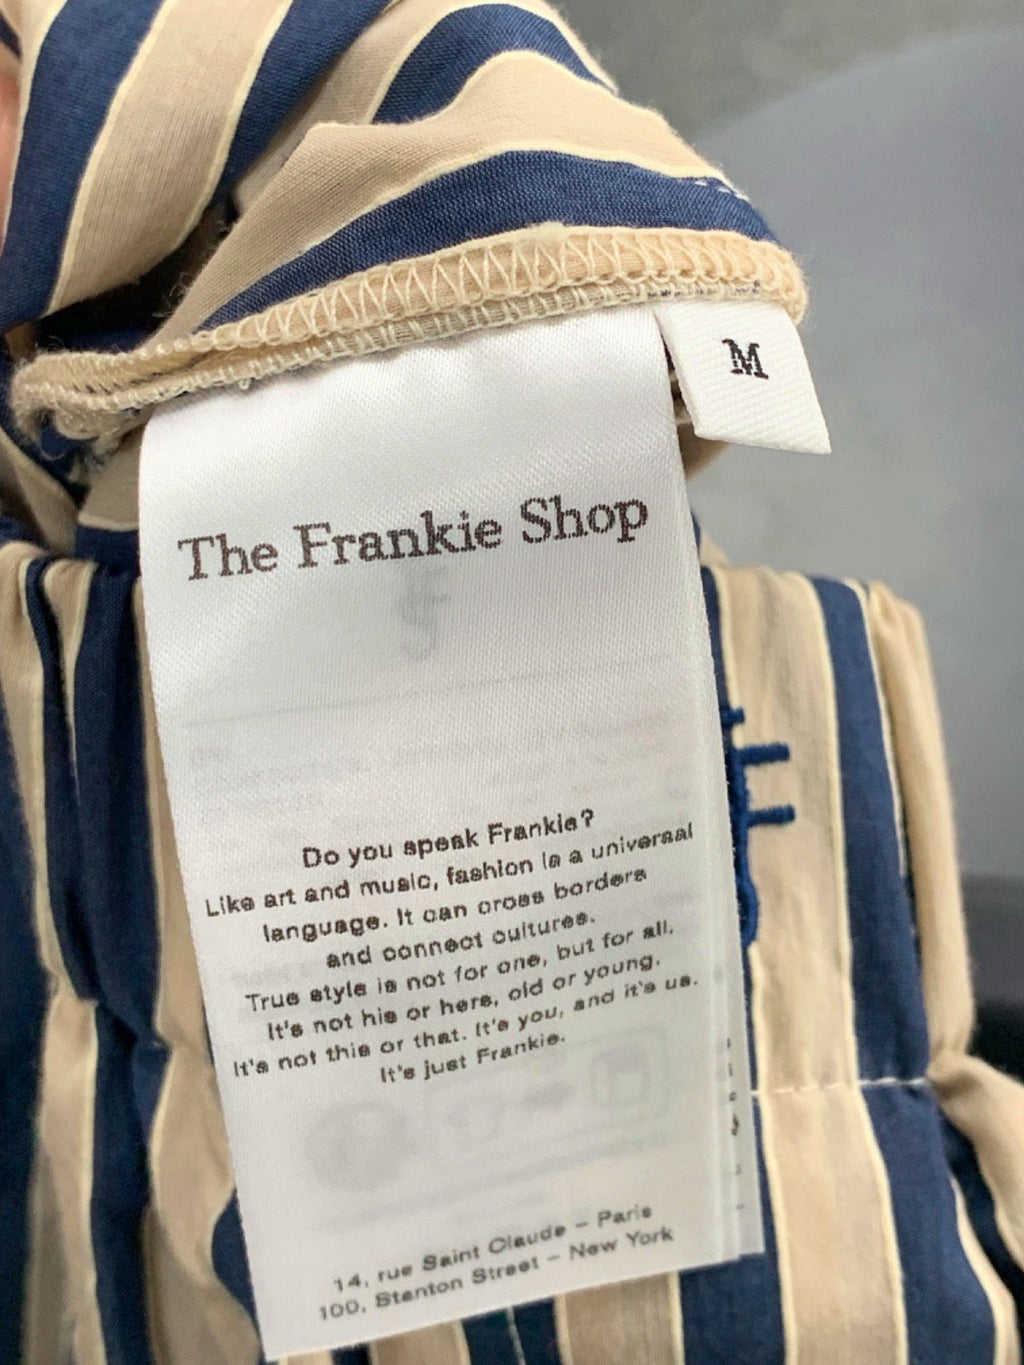 M
The Frankie Shop
Do you speak Frankie?
Like art and music, fashion is a universal
language. It can cross borders
and connect cultures.
True style is not for one, but for all.
It's not his or hers, old or young.
It's not this or that. It's you, and it's us.
It's just Frankie.
14, rue Saint Claude – Paris
100, Stanton Street – New York